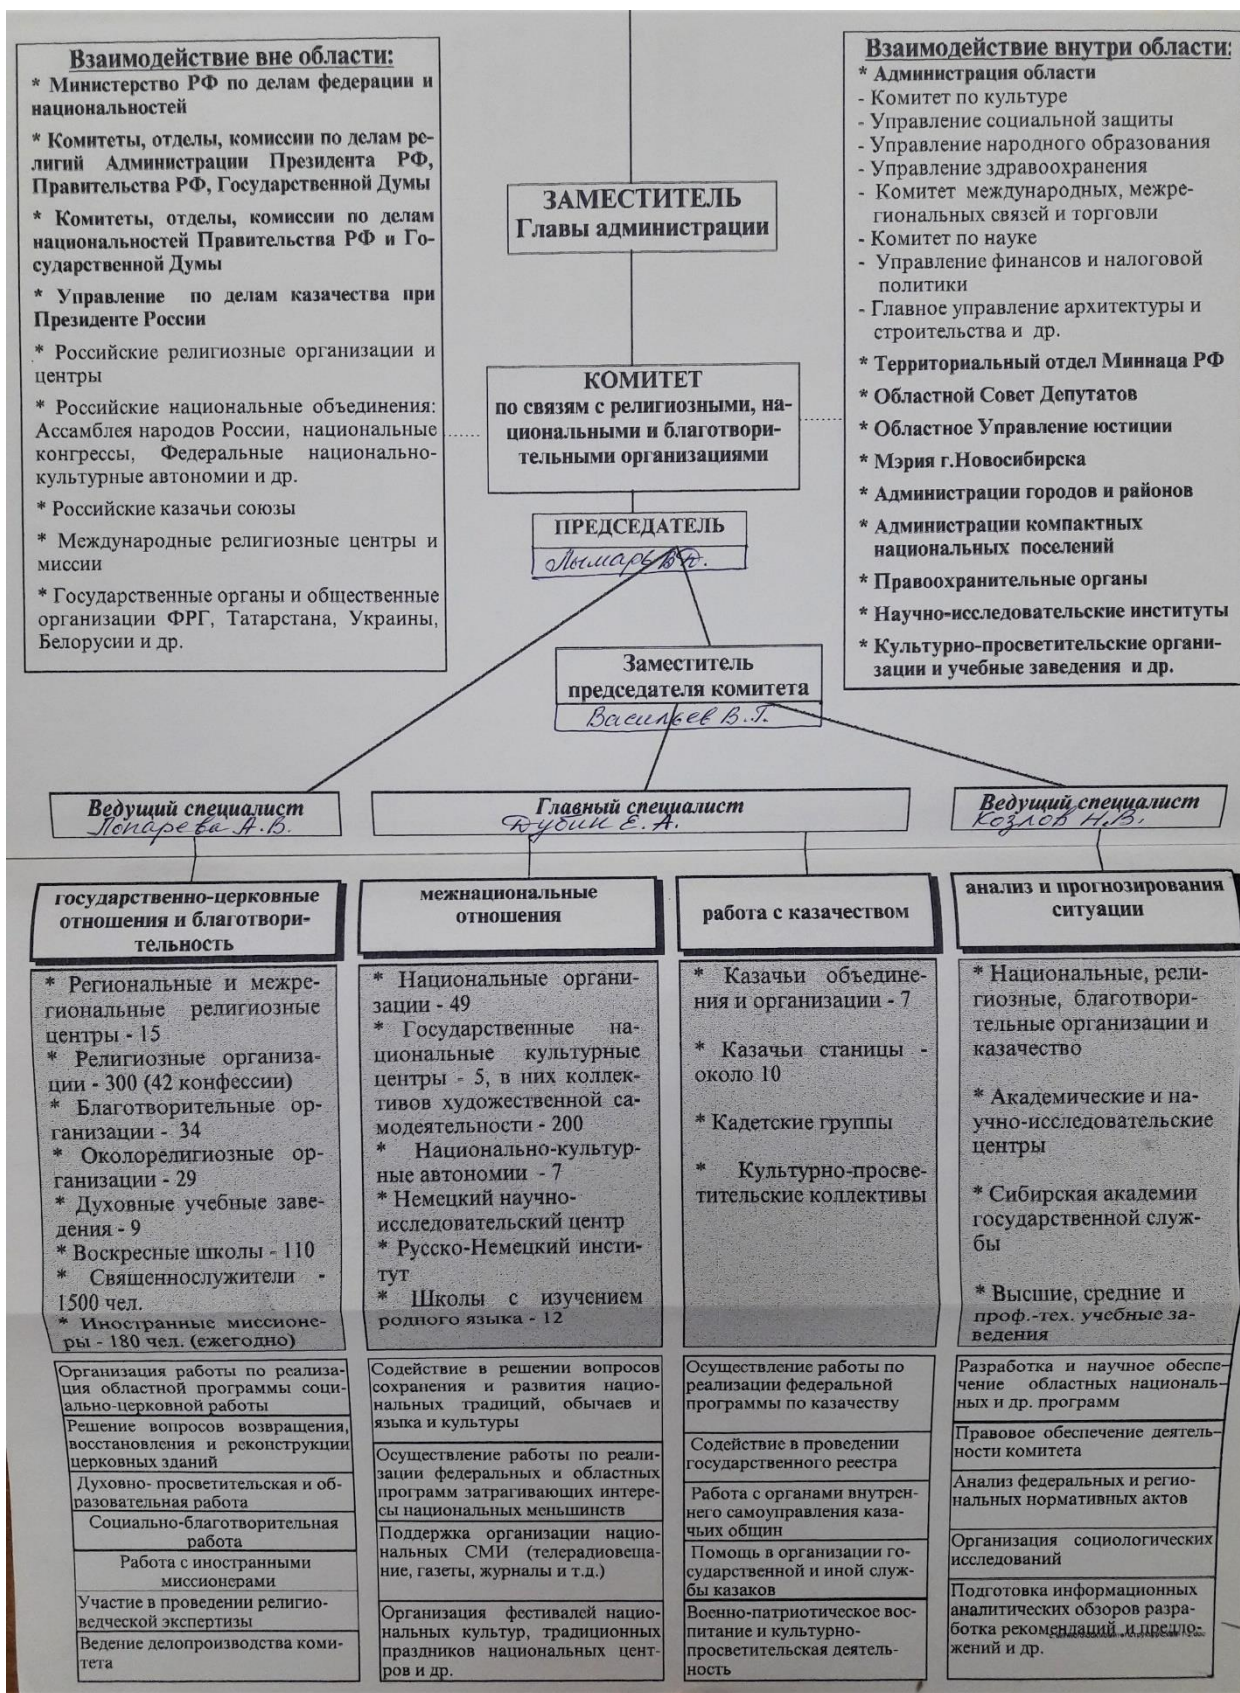 Взаимодействие вне области:
* Министерство РФ по делам федерации и
национальностей
* Комитеты, отделы, комиссии по делам ре-
лигий Администрации Президента РФ,
Правительства РФ, Государственной Думы
* Комитеты, отделы, комиссии по делам
национальностей Правительства РФ и Го-
сударственной Думы
* Управление по делам казачества при
Президенте России
* Российские религиозные организации и
центры
* Российские национальные объединения:
Ассамблея народов России, национальные
конгрессы, Федеральные национально-
культурные автономии и др.
* Российские казачьи союзы
* Международные религиозные центры и
миссии
* Государственные органы и общественные
организации ФРГ, Татарстана, Украины,
Белорусии и др.
ЗАМЕСТИТЕЛЬ
Главы администрации
КОМИТЕТ
по связям с религиозными, на-
циональными и благотвори-
тельными организациями
ПРЕДСЕДАТЕЛЬ
Лымарь В.Д.
Заместитель
председателя комитета
Васильев В.Г.
Взаимодействие внутри области:
* Администрация области
- Комитет по культуре
- Управление социальной защиты
- Управление народного образования
- Управление здравоохранения
- Комитет международных, межре-
гиональных связей и торговли
- Комитет по науке
- Управление финансов и налоговой
политики
- Главное управление архитектуры и
строительства и др.
* Территориальный отдел Миннаца РФ
* Областной Совет Депутатов
* Областное Управление юстиции
* Мэрия г.Новосибирска
* Администрации городов и районов
* Администрации компактных
национальных поселений
* Правоохранительные органы
* Научно-исследовательские институты
* Культурно-просветительские органи-
зации и учебные заведения и др.
Ведущий специалист
Лопарева А.В.
Главный специалист
Дубин Е.А.
Ведущий специалист
Козлов Н.В.
государственно-церковные
отношения и благотвори-
тельность
* Региональные и межре-
гиональные религиозные
центры - 15
* Религиозные организа-
ции - 300 (42 конфессии)
* Благотворительные ор-
ганизации - 34
* Околорелигиозные ор-
ганизации - 29
* Духовные учебные заве-
дения - 9
* Воскресные школы - 110
* Священнослужители -
1500 чел.
* Иностранные миссионе-
ры - 180 чел. (ежегодно)
Организация работы по реализа-
ция областной программы соци-
ально-церковной работы
Решение вопросов возвращения,
восстановления и реконструкции
церковных зданий
Духовно- просветительская и об-
разовательная работа
Социально-благотворительная
работа
Работа с иностранными
миссионерами
Участие в проведении религио-
ведческой экспертизы
Ведение делопроизводства коми-
тета
межнациональные
отношения
* Национальные органи-
зации - 49
* Государственные на-
циональные культурные
центры - 5, в них коллек-
тивов художественной са-
модеятельности - 200
* Национально-культур-
ные автономии - 7
* Немецкий научно-
исследовательский центр
* Русско-Немецкий инсти-
тут
* Школы с изучением
родного языка - 12
Содействие в решении вопросов
сохранения и развития нацио-
нальных традиций, обычаев и
языка и культуры
Осуществление работы по реали-
зации федеральных и областных
программ затрагивающих интере-
сы национальных меньшинств
Поддержка организации нацио-
нальных СМИ (телерадиовеща-
ние, газеты, журналы и т.д.)
Организация фестивалей нацио-
нальных культур, традиционных
праздников национальных цент-
ров и др.
работа с казачеством
* Казачьи объедине-
ния и организации - 7
* Казачьи станицы -
около 10
* Кадетские группы
* Культурно-просве-
тительские коллективы
Осуществление работы по
реализации федеральной
программы по казачеству
Содействие в проведении
государственного реестра
Работа с органами внутрен-
него самоуправления каза-
чьих общин
Помощь в организации го-
сударственной и иной служ-
бы казаков
Военно-патриотическое вос-
питание и культурно-
просветительская деятель-
ность
анализ и прогнозирования
ситуации
* Национальные, рели-
гиозные, благотвори-
тельные организации и
казачество
* Академические и на-
учно-исследовательские
центры
* Сибирская академии
государственной служ-
бы
* Высшие, средние и
проф.-тех. учебные за-
ведения
Разработка и научное обеспе-
чение областных националь-
ных и др. программ
Правовое обеспечение деятель-
ности комитета
Анализ федеральных и регио-
нальных нормативных актов
Организация социологических
исследований
Подготовка информационных
аналитических обзоров разра-
ботка рекомендаций и предло-
жений и др.